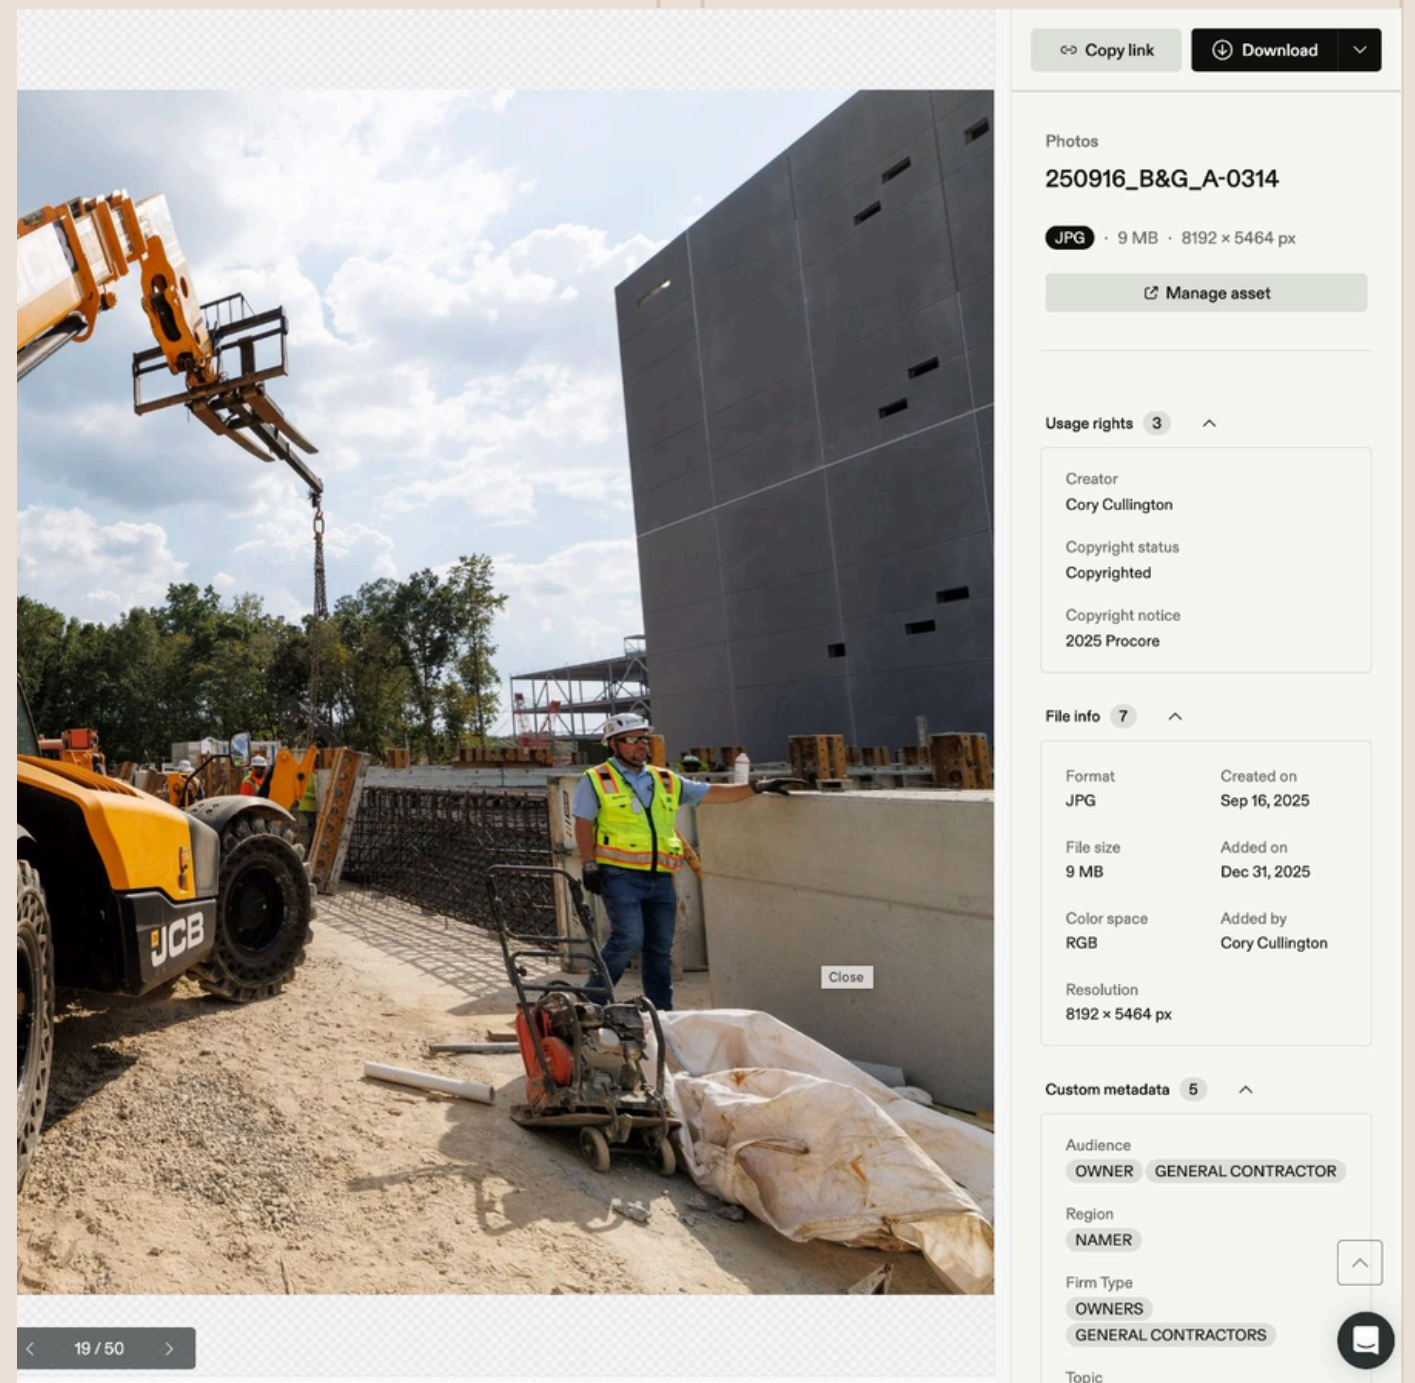 Copy link
Download
Photos
250916_B&G_A-0314
JPG · 9 MB · 8192 × 5464 px
Manage asset
Usage rights 3
Creator
Cory Cullington
Copyright status
Copyrighted
Copyright notice
2025 Procore
File info 7
Format
JPG
Created on
Sep 16, 2025
File size
9 MB
Added on
Dec 31, 2025
Color space
RGB
Added by
Cory Cullington
Resolution
8192 × 5464 px
Custom metadata 5
Audience
OWNER GENERAL CONTRACTOR
Region
NAMER
Firm Type
OWNERS
GENERAL CONTRACTORS
Topic
JCB
Close
19 / 50